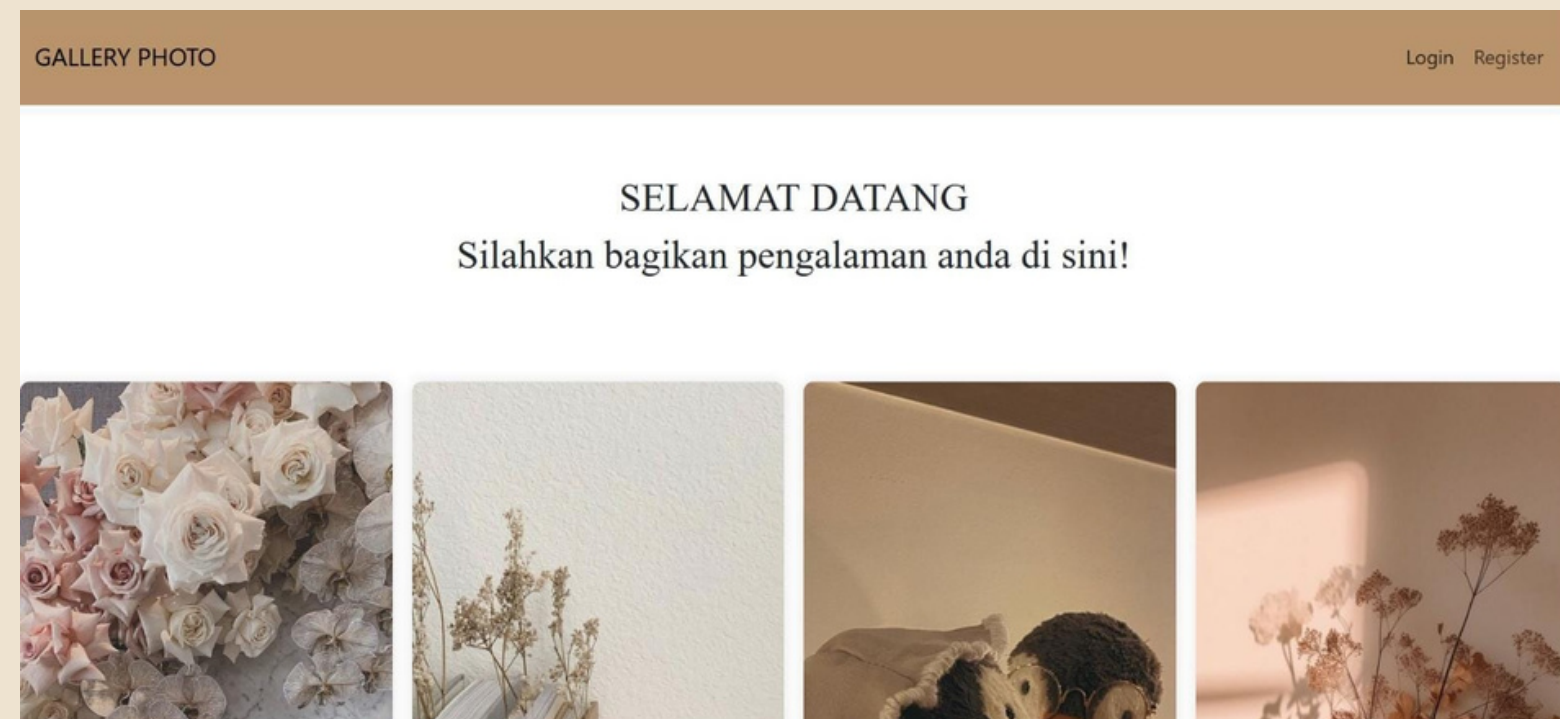 GALLERY PHOTO
Login Register
SELAMAT DATANG
Silahkan bagikan pengalaman anda di sini!